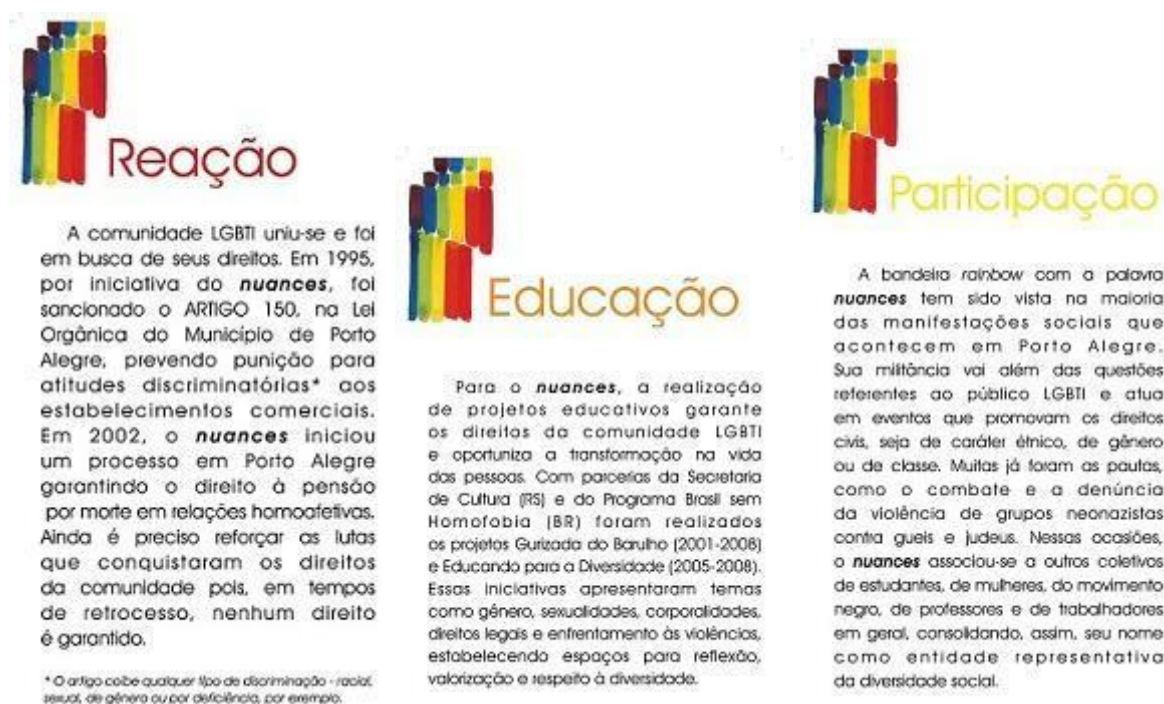 Reação
A comunidade LGBTI uniu-se e foi
em busca de seus direitos. Em 1995,
por iniciativa do nuances, foi
sancionado o ARTIGO 150, na Lei
Orgânica do Município de Porto
Alegre, prevendo punição para
atitudes discriminatórias* aos
estabelecimentos comerciais.
Em 2002, o nuances iniciou
um processo em Porto Alegre
garantindo o direito à pensão
por morte em relações homoafetivas.
Ainda é preciso reforçar as lutas
que conquistaram os direitos
da comunidade pois, em tempos
de retrocesso, nenhum direito
é garantido.
* O artigo coíbe qualquer tipo de discriminação - racial,
sexual, de gênero ou por deficiência, por exemplo.
Educação
Para o nuances, a realização
de projetos educativos garante
os direitos da comunidade LGBTI
e oportuniza a transformação na vida
das pessoas. Com parcerias da Secretaria
de Cultura (RS) e do Programa Brasil sem
Homofobia (BR) foram realizados
os projetos Gurizada do Barulho (2001-2006)
e Educando para a Diversidade (2005-2008).
Essas iniciativas apresentaram temas
como gênero, sexualidades, corporalidades,
direitos legais e enfrentamento às violências,
estabelecendo espaços para reflexão,
valorização e respeito à diversidade.
Participação
A bandeira rainbow com a palavra
nuances tem sido vista na maioria
das manifestações sociais que
acontecem em Porto Alegre.
Sua militância vai além das questões
referentes ao público LGBTI e atua
em eventos que promovam os direitos
civis, seja de caráter étnico, de gênero
ou de classe. Muitas já foram as pautas,
como o combate e a denúncia
da violência de grupos neonazistas
contra gueis e judeus. Nessas ocasiões,
o nuances associou-se a outros coletivos
de estudantes, de mulheres, do movimento
negro, de professores e de trabalhadores
em geral, consolidando, assim, seu nome
como entidade representativa
da diversidade social.